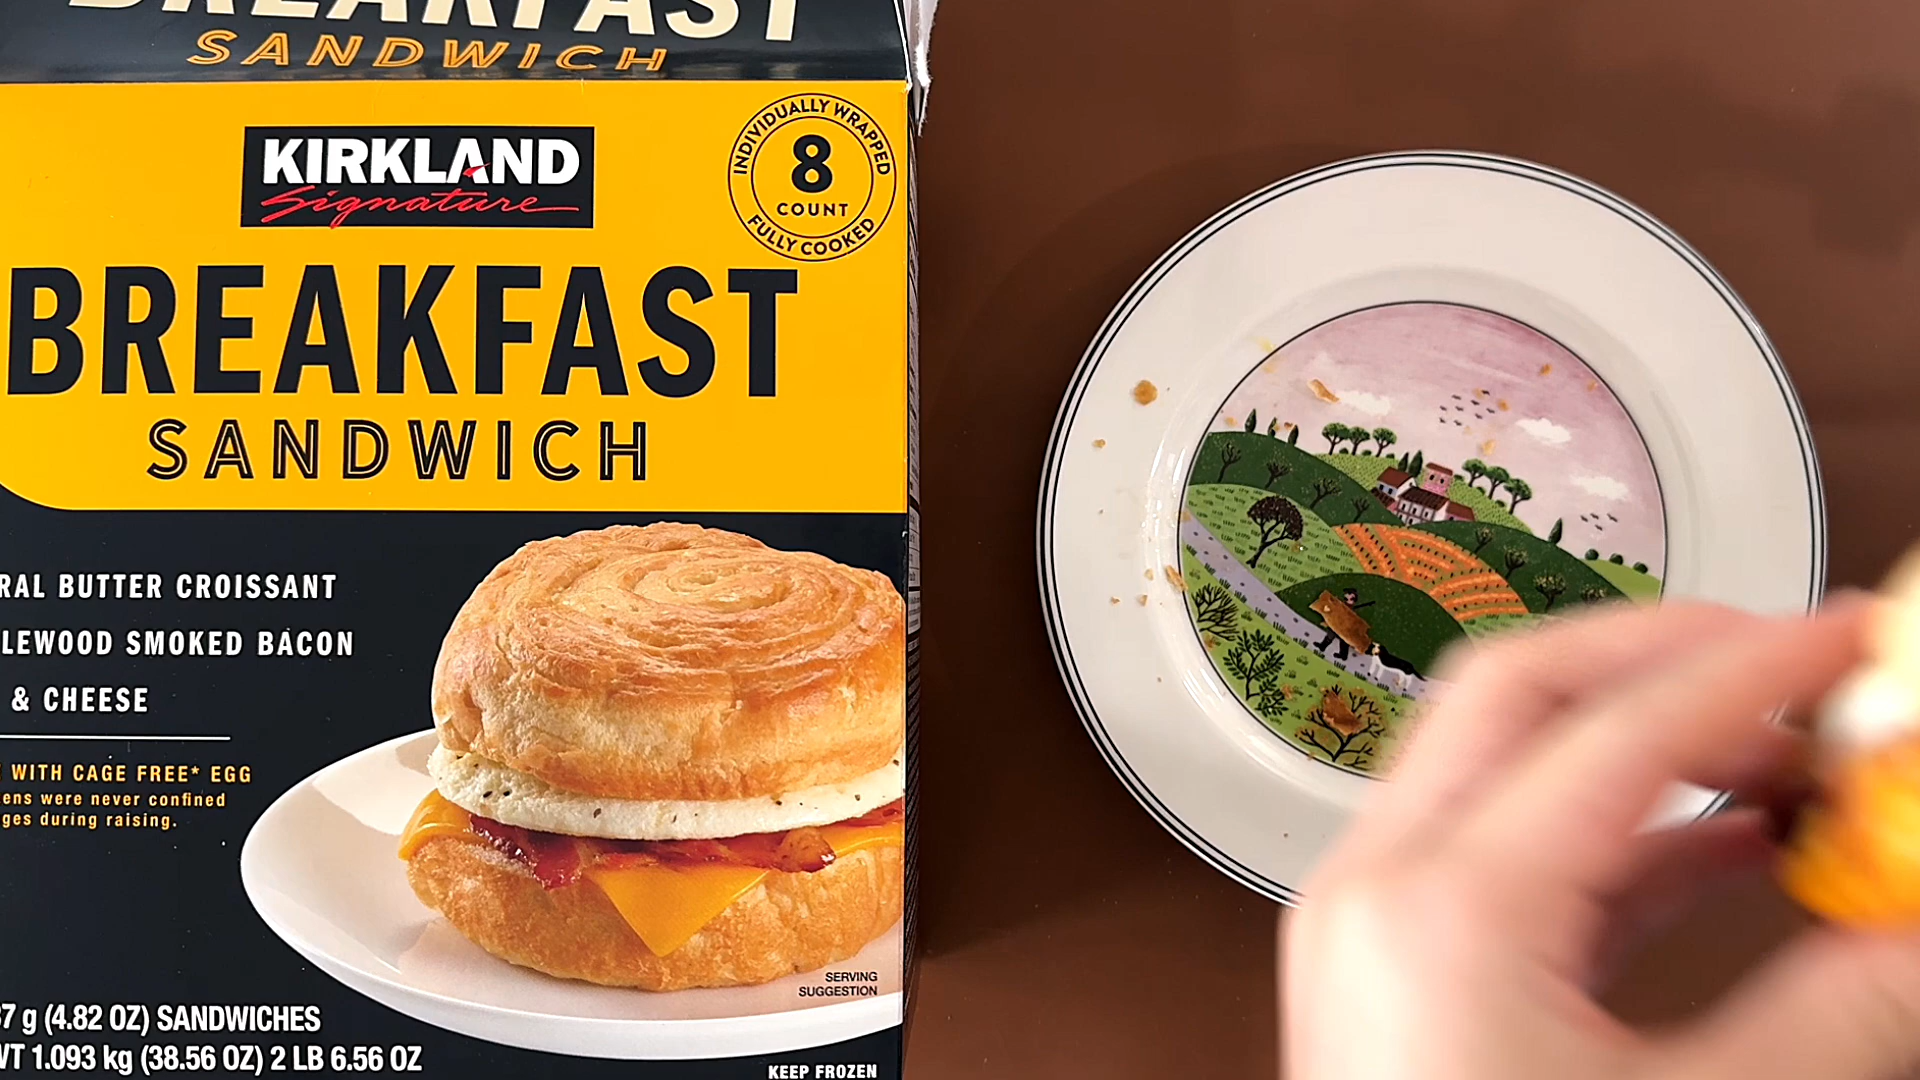 BREAKFAST
SANDWICH
KIRKLAND
Signature
INDIVIDUALLY WRAPPED
8
COUNT
FULLY COOKED
BREAKFAST
SANDWICH
RAL BUTTER CROISSANT
LEWOOD SMOKED BACON
& CHEESE
WITH CAGE FREE* EGG
ens were never confined
ges during raising.
SERVING
SUGGESTION
7 g (4.82 OZ) SANDWICHES
WT 1.093 kg (38.56 OZ) 2 LB 6.56 OZ
KEEP FROZEN